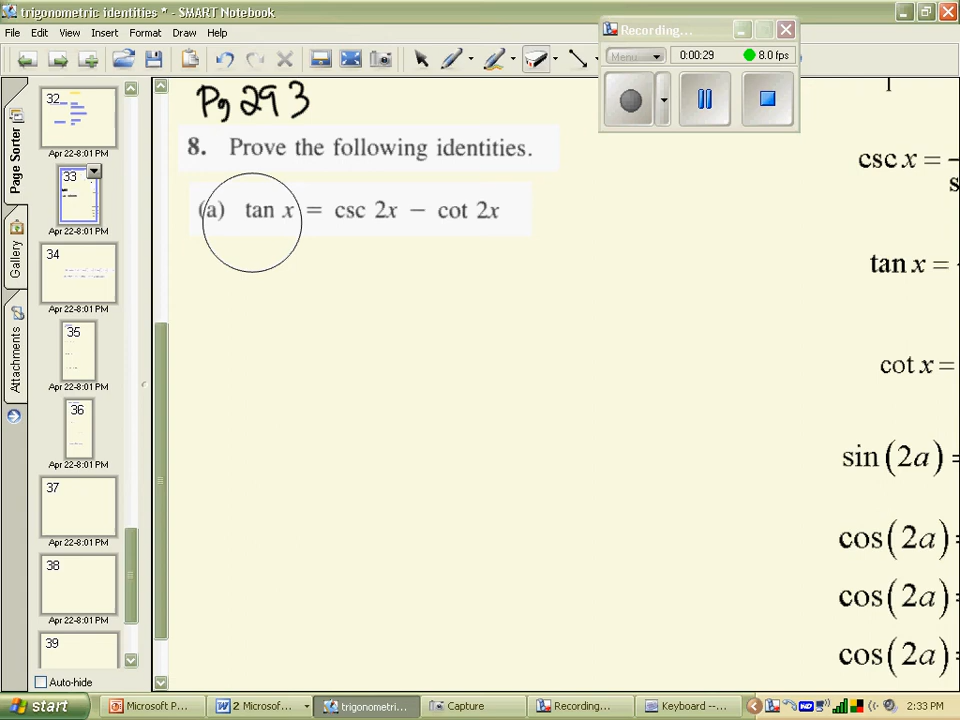 trigonometric identities * - SMART Notebook
File Edit View Insert Format Draw Help
Recording...
Menu
0:00:29
8.0 fps
Page Sorter
Gallery
Attachments
32
Apr 22-8:01 PM
33
Apr 22-8:01 PM
34
Apr 22-8:01 PM
35
Apr 22-8:01 PM
36
Apr 22-8:01 PM
37
Apr 22-8:01 PM
38
Apr 22-8:01 PM
39
Auto-hide
Pg 293
8. Prove the following identities.
(a) tan x = csc 2x − cot 2x
csc x =
tan x =
cot x =
sin(2a) =
cos(2a) =
cos(2a) =
cos(2a) =
start
Microsoft P...
2 Microsof...
trigonometri...
Capture
Recording...
Keyboard --...
2:33 PM